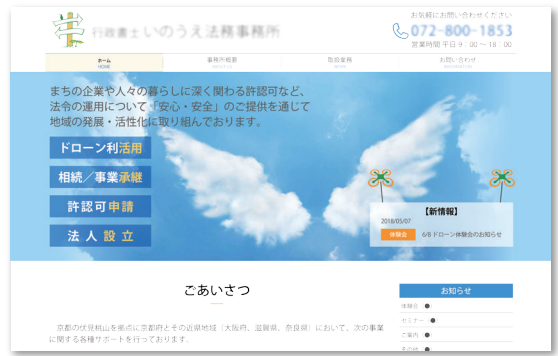 行政書士 いのうえ法務事務所
お気軽にお問い合わせください
072-800-1853
営業時間 平日 9：00 ～ 18：00
ホーム 事務所概要 取扱業務 お問い合わせ
HOME ABOUT US WORK INFORMATION
まちの企業や人々の暮らしに深く関わる許認可など、
法令の運用について「安心・安全」のご提供を通じて
地域の発展・活性化に取り組んでおります。
ドローン利活用
相続／事業承継
許認可申請
法人設立
【新情報】
2018/05/07
体験会 6/8 ドローン体験会のお知らせ
ごあいさつ
京都の伏見桃山を拠点に京都府とその近県地域（大阪府、滋賀県、奈良県）において、次の事業
に関する各種サポートを行っております。
お知らせ
体験会
セミナー
ご案内
その他